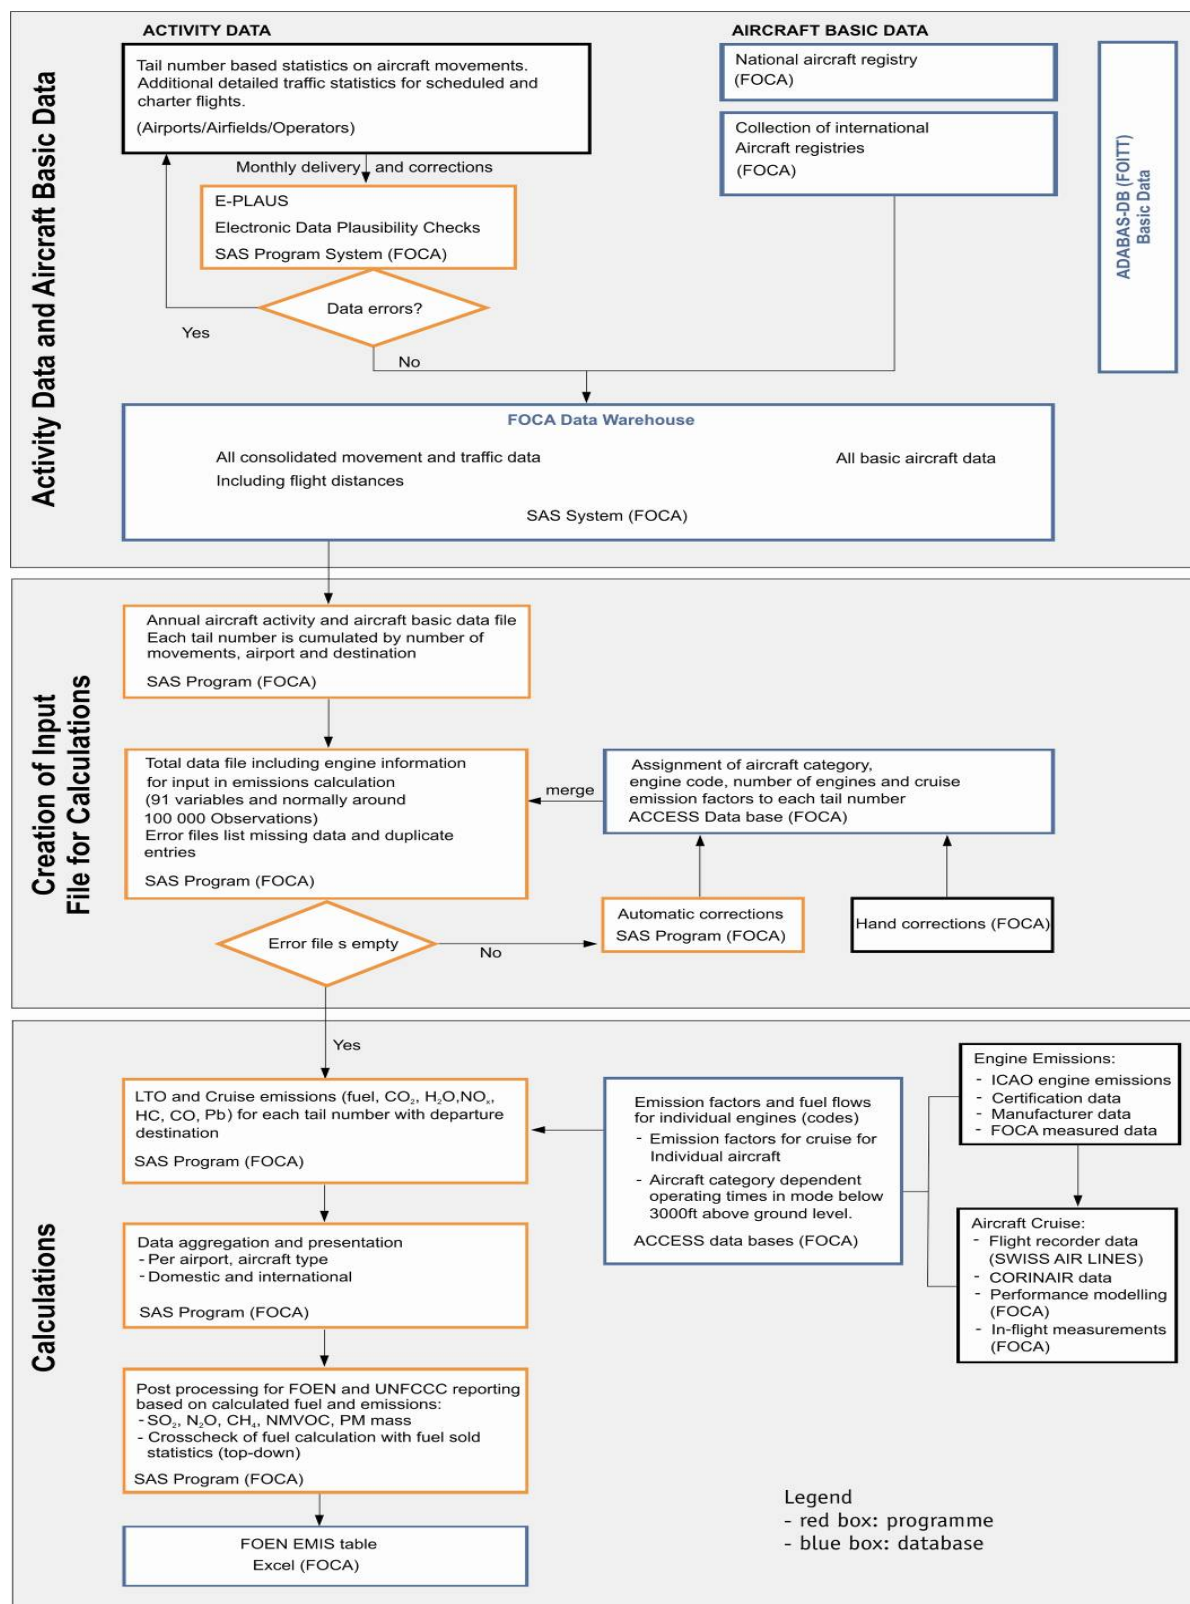 Activity Data and Aircraft Basic Data
ACTIVITY DATA
Tail number based statistics on aircraft movements.
Additional detailed traffic statistics for scheduled and
charter flights.
(Airports/Airfields/Operators)
Monthly delivery and corrections
E-PLAUS
Electronic Data Plausibility Checks
SAS Program System (FOCA)
Data errors?
Yes
No
AIRCRAFT BASIC DATA
National aircraft registry
(FOCA)
Collection of international
Aircraft registries
(FOCA)
ADABAS-DB (FOITT)
Basic Data
FOCA Data Warehouse
All consolidated movement and traffic data
Including flight distances
All basic aircraft data
SAS System (FOCA)
Creation of Input
File for Calculations
Annual aircraft activity and aircraft basic data file
Each tail number is cumulated by number of
movements, airport and destination
SAS Program (FOCA)
Total data file including engine information
for input in emissions calculation
(91 variables and normally around
100 000 Observations)
Error files list missing data and duplicate
entries
SAS Program (FOCA)
merge
Assignment of aircraft category,
engine code, number of engines and cruise
emission factors to each tail number
ACCESS Data base (FOCA)
Error file s empty
No
Automatic corrections
SAS Program (FOCA)
Hand corrections (FOCA)
Yes
Calculations
LTO and Cruise emissions (fuel, CO₂, H₂O,NOₓ,
HC, CO, Pb) for each tail number with departure
destination
SAS Program (FOCA)
Emission factors and fuel flows
for individual engines (codes)
- Emission factors for cruise for
Individual aircraft
- Aircraft category dependent
operating times in mode below
3000ft above ground level.
ACCESS data bases (FOCA)
Engine Emissions:
- ICAO engine emissions
- Certification data
- Manufacturer data
- FOCA measured data
Aircraft Cruise:
- Flight recorder data
(SWISS AIR LINES)
- CORINAIR data
- Performance modelling
(FOCA)
- In-flight measurements
(FOCA)
Data aggregation and presentation
- Per airport, aircraft type
- Domestic and international
SAS Program (FOCA)
Post processing for FOEN and UNFCCC reporting
based on calculated fuel and emissions:
- SO₂, N₂O, CH₄, NMVOC, PM mass
- Crosscheck of fuel calculation with fuel sold
statistics (top-down)
SAS Program (FOCA)
FOEN EMIS table
Excel (FOCA)
Legend
- red box: programme
- blue box: database